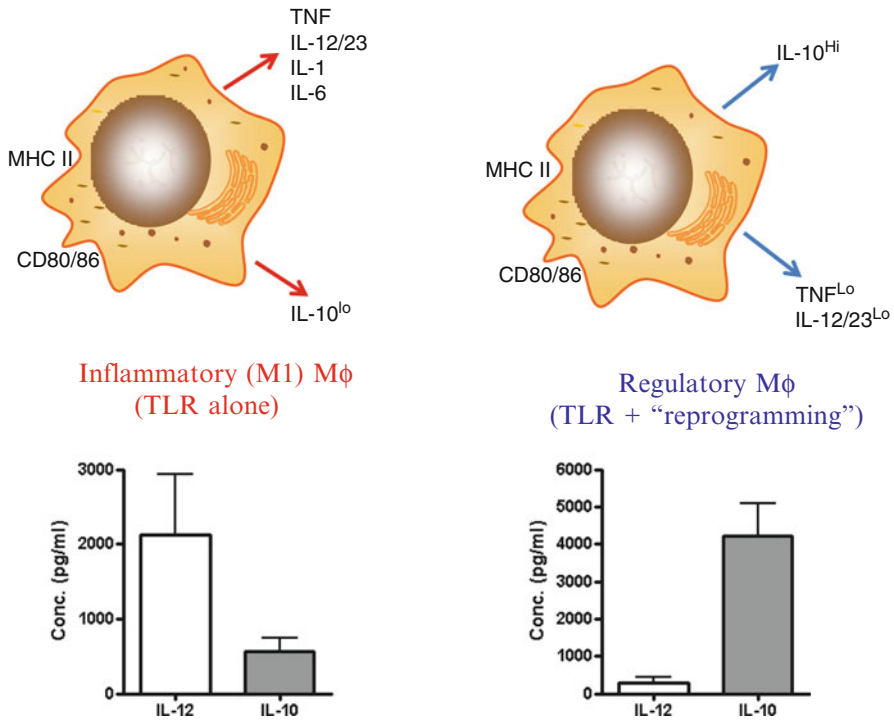 TNF
IL-12/23
IL-1
IL-6
MHC II
CD80/86
IL-10lo
Inflammatory (M1) Mϕ
(TLR alone)
IL-10Hi
MHC II
CD80/86
TNFLo
IL-12/23Lo
Regulatory Mϕ
(TLR + “reprogramming”)
Conc. (pg/ml)
3000
2000
1000
0
IL-12 IL-10
Conc. (pg/ml)
6000
5000
4000
3000
2000
1000
0
IL-12 IL-10